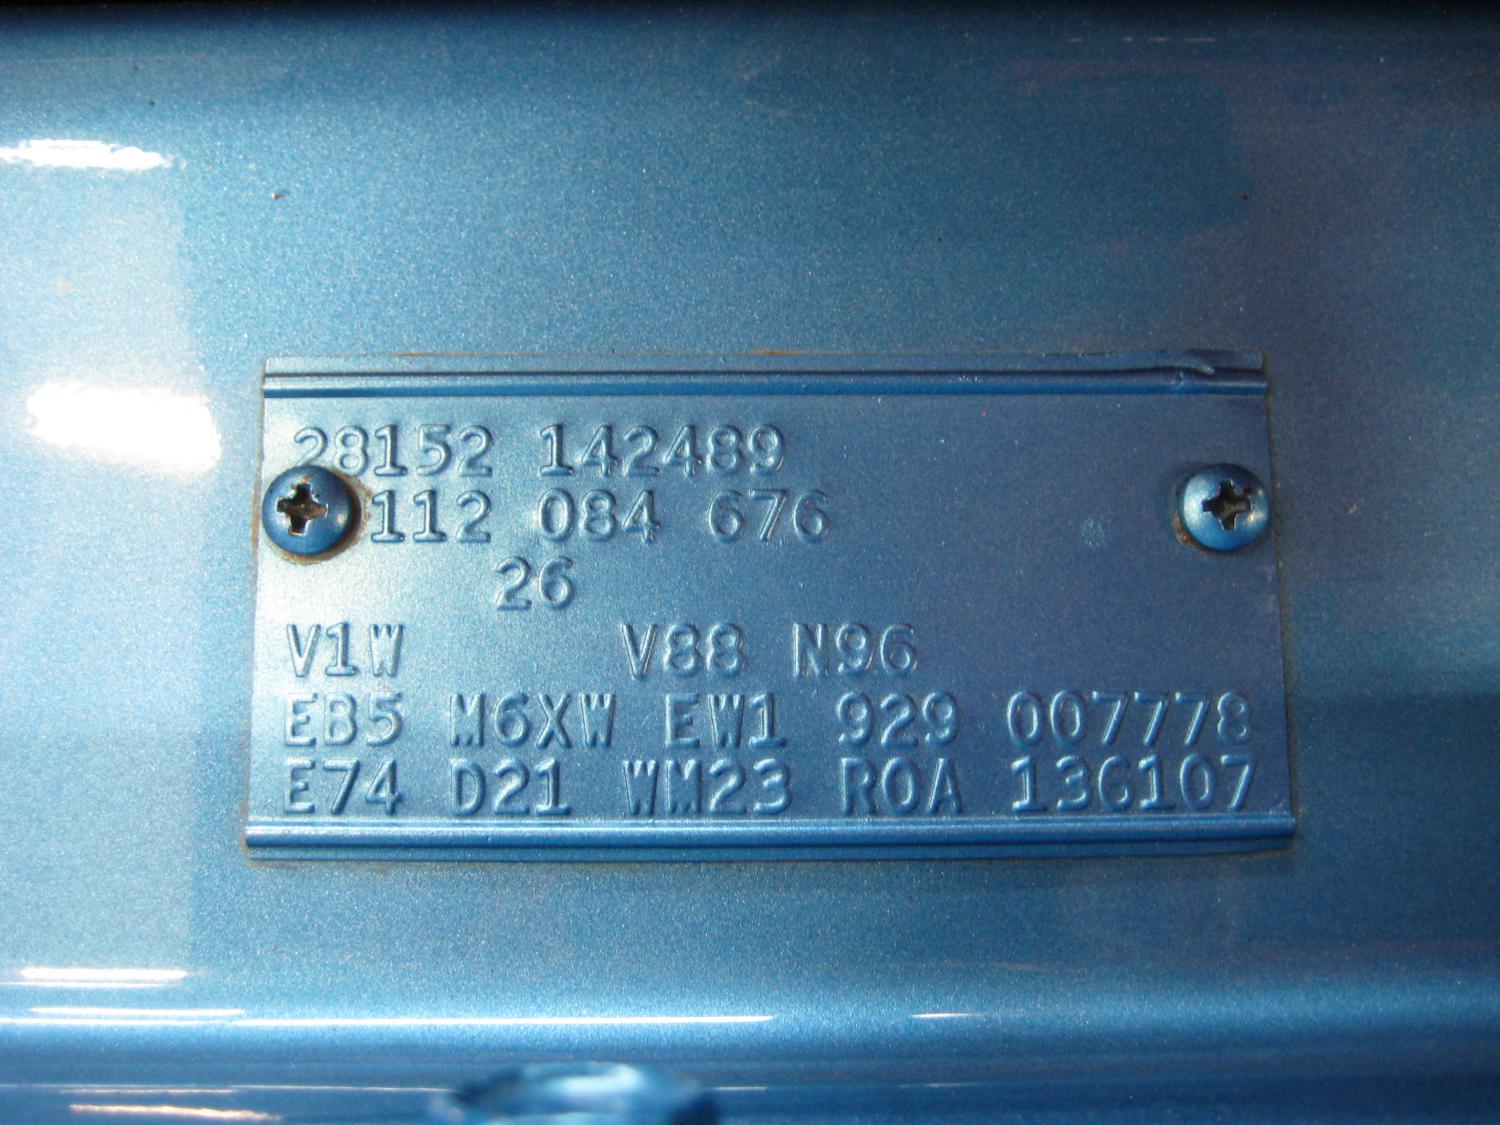 28152 142489
112 084 676
26
V1W V88 N96
EB5 M6XW EW1 929 007778
E74 D21 WM23 R0A 136107